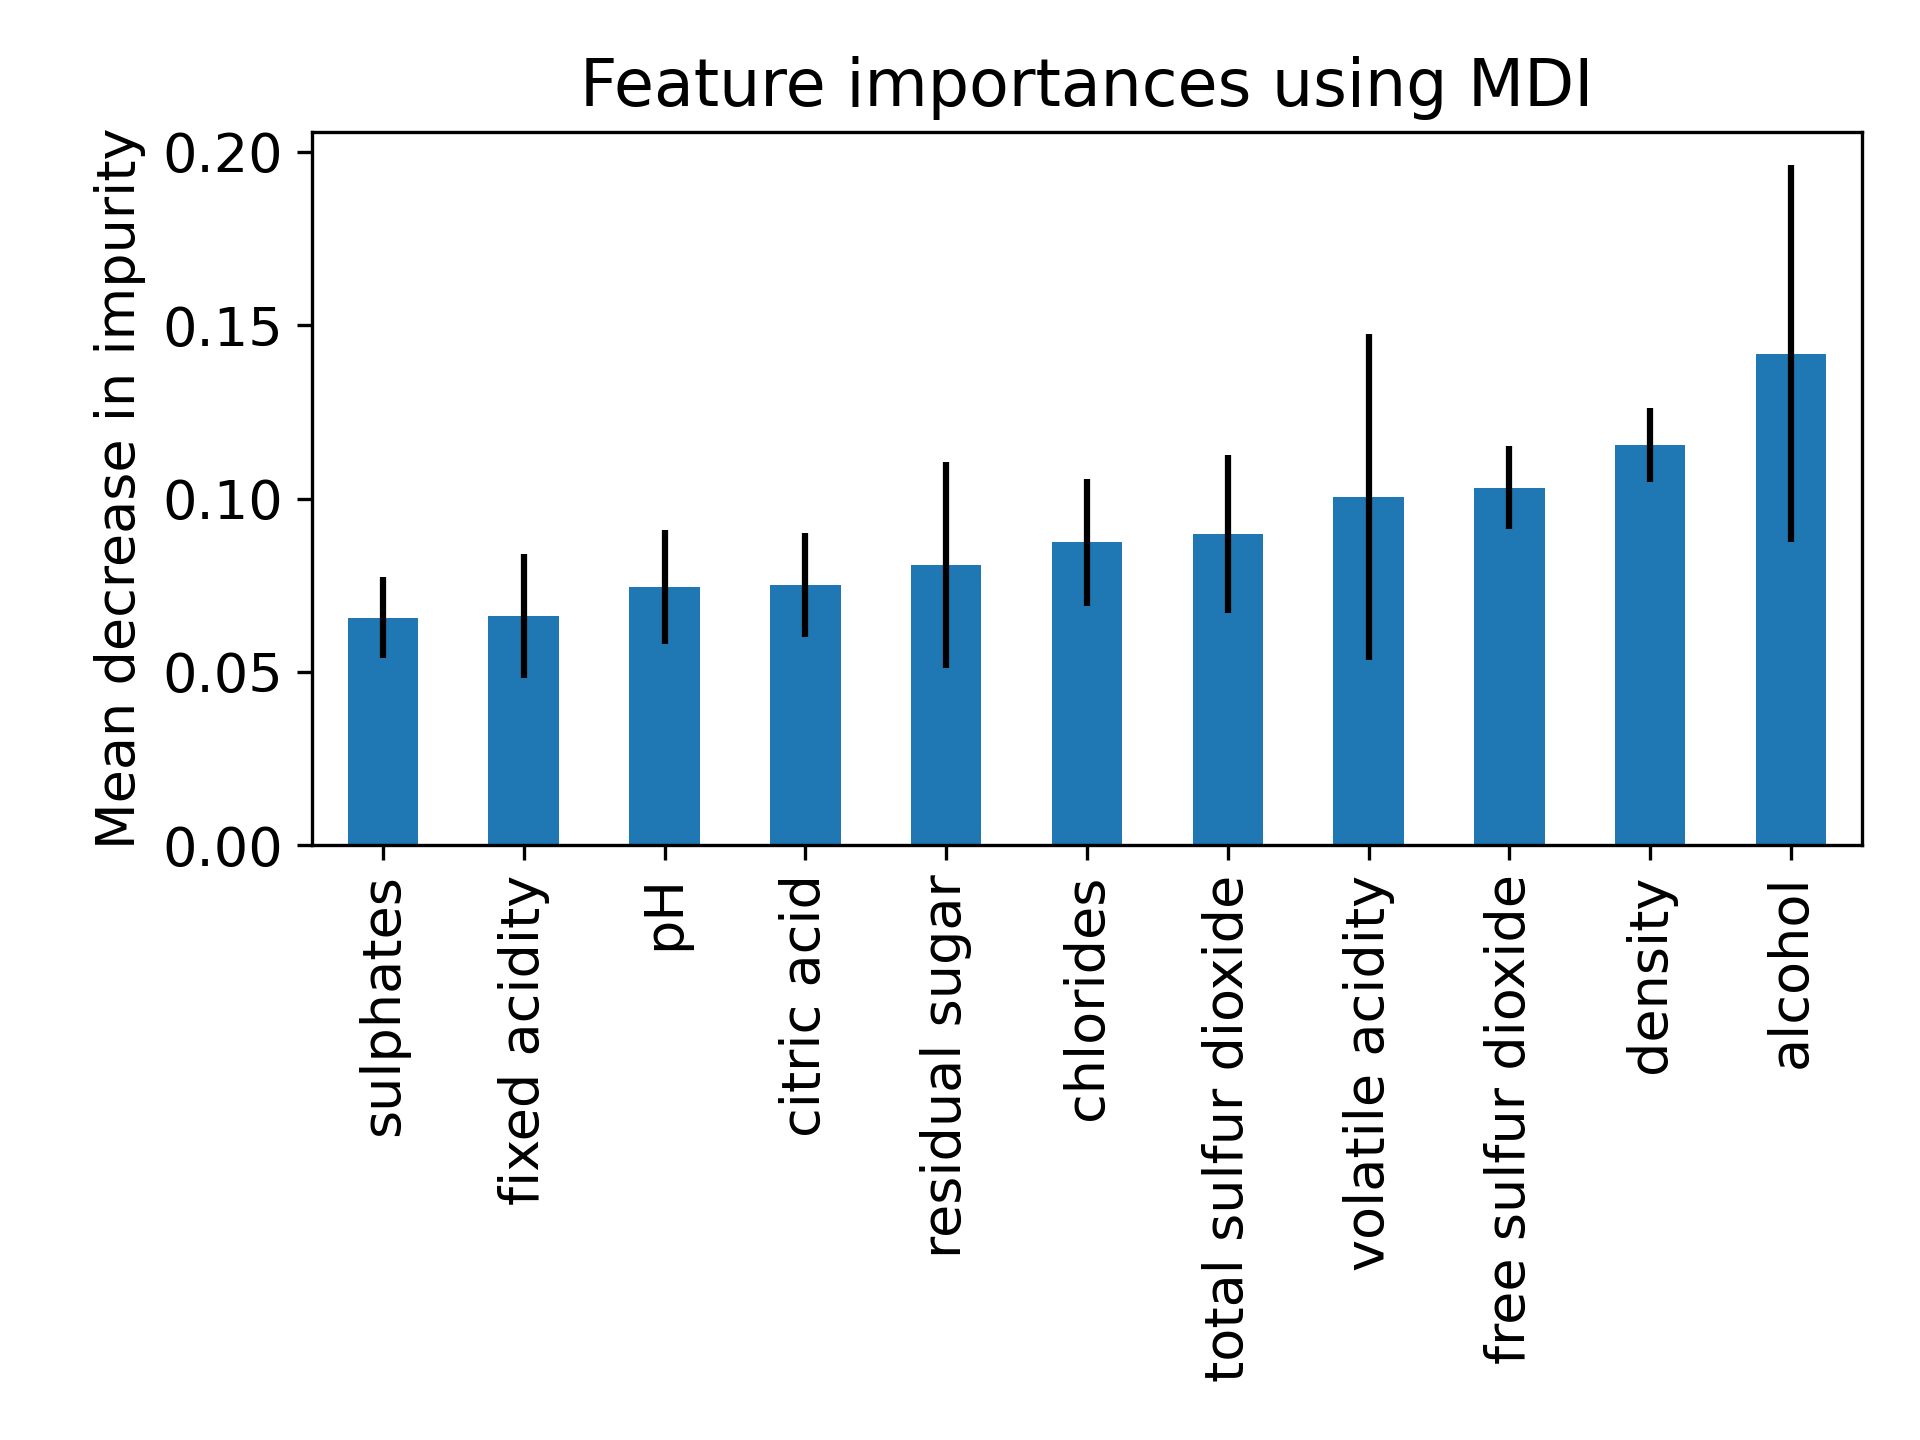 Feature importances using MDI
Mean decrease in impurity
0.20
0.15
0.10
0.05
0.00
sulphates
fixed acidity
pH
citric acid
residual sugar
chlorides
total sulfur dioxide
volatile acidity
free sulfur dioxide
density
alcohol